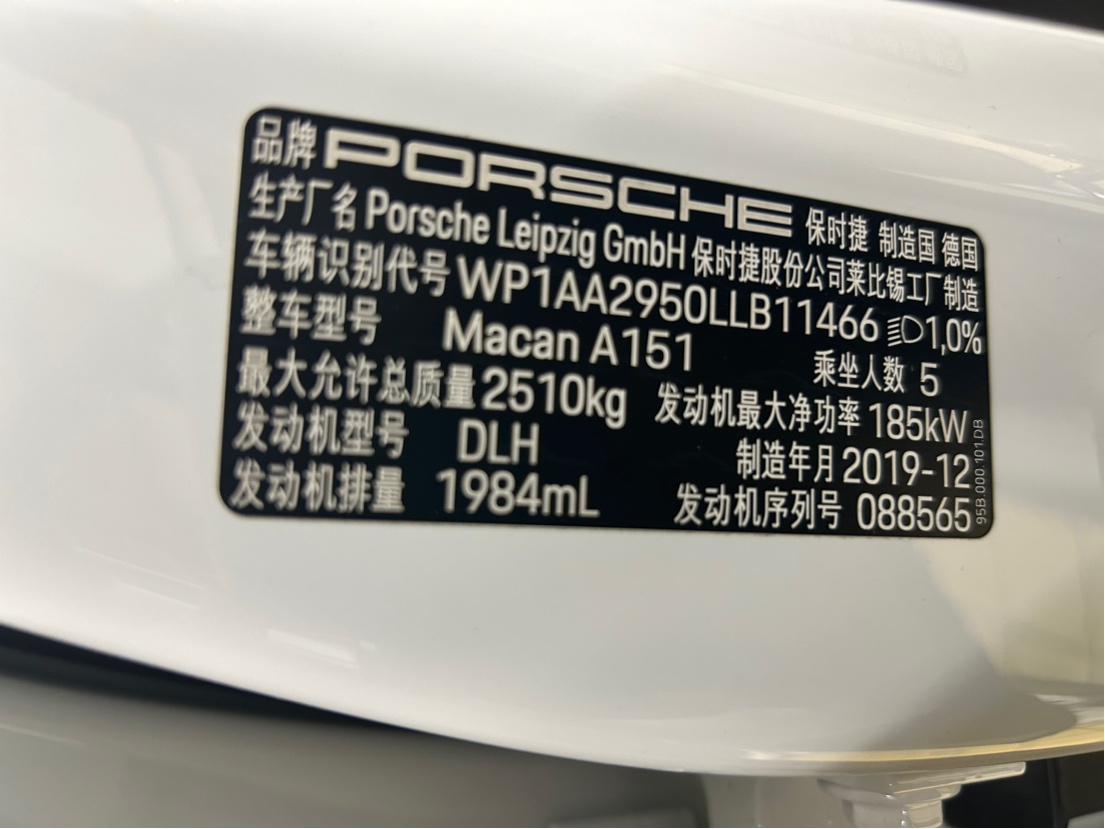 品牌 PORSCHE 保时捷 制造国 德国
生产厂名 Porsche Leipzig GmbH 保时捷股份公司莱比锡工厂制造
车辆识别代号 WP1AA2950LLB11466 1,0%
整车型号 Macan A151 乘坐人数 5
最大允许总质量 2510kg 发动机最大净功率 185kW
发动机型号 DLH 制造年月 2019-12
发动机排量 1984mL 发动机序列号 088565
95B.000.101.DB